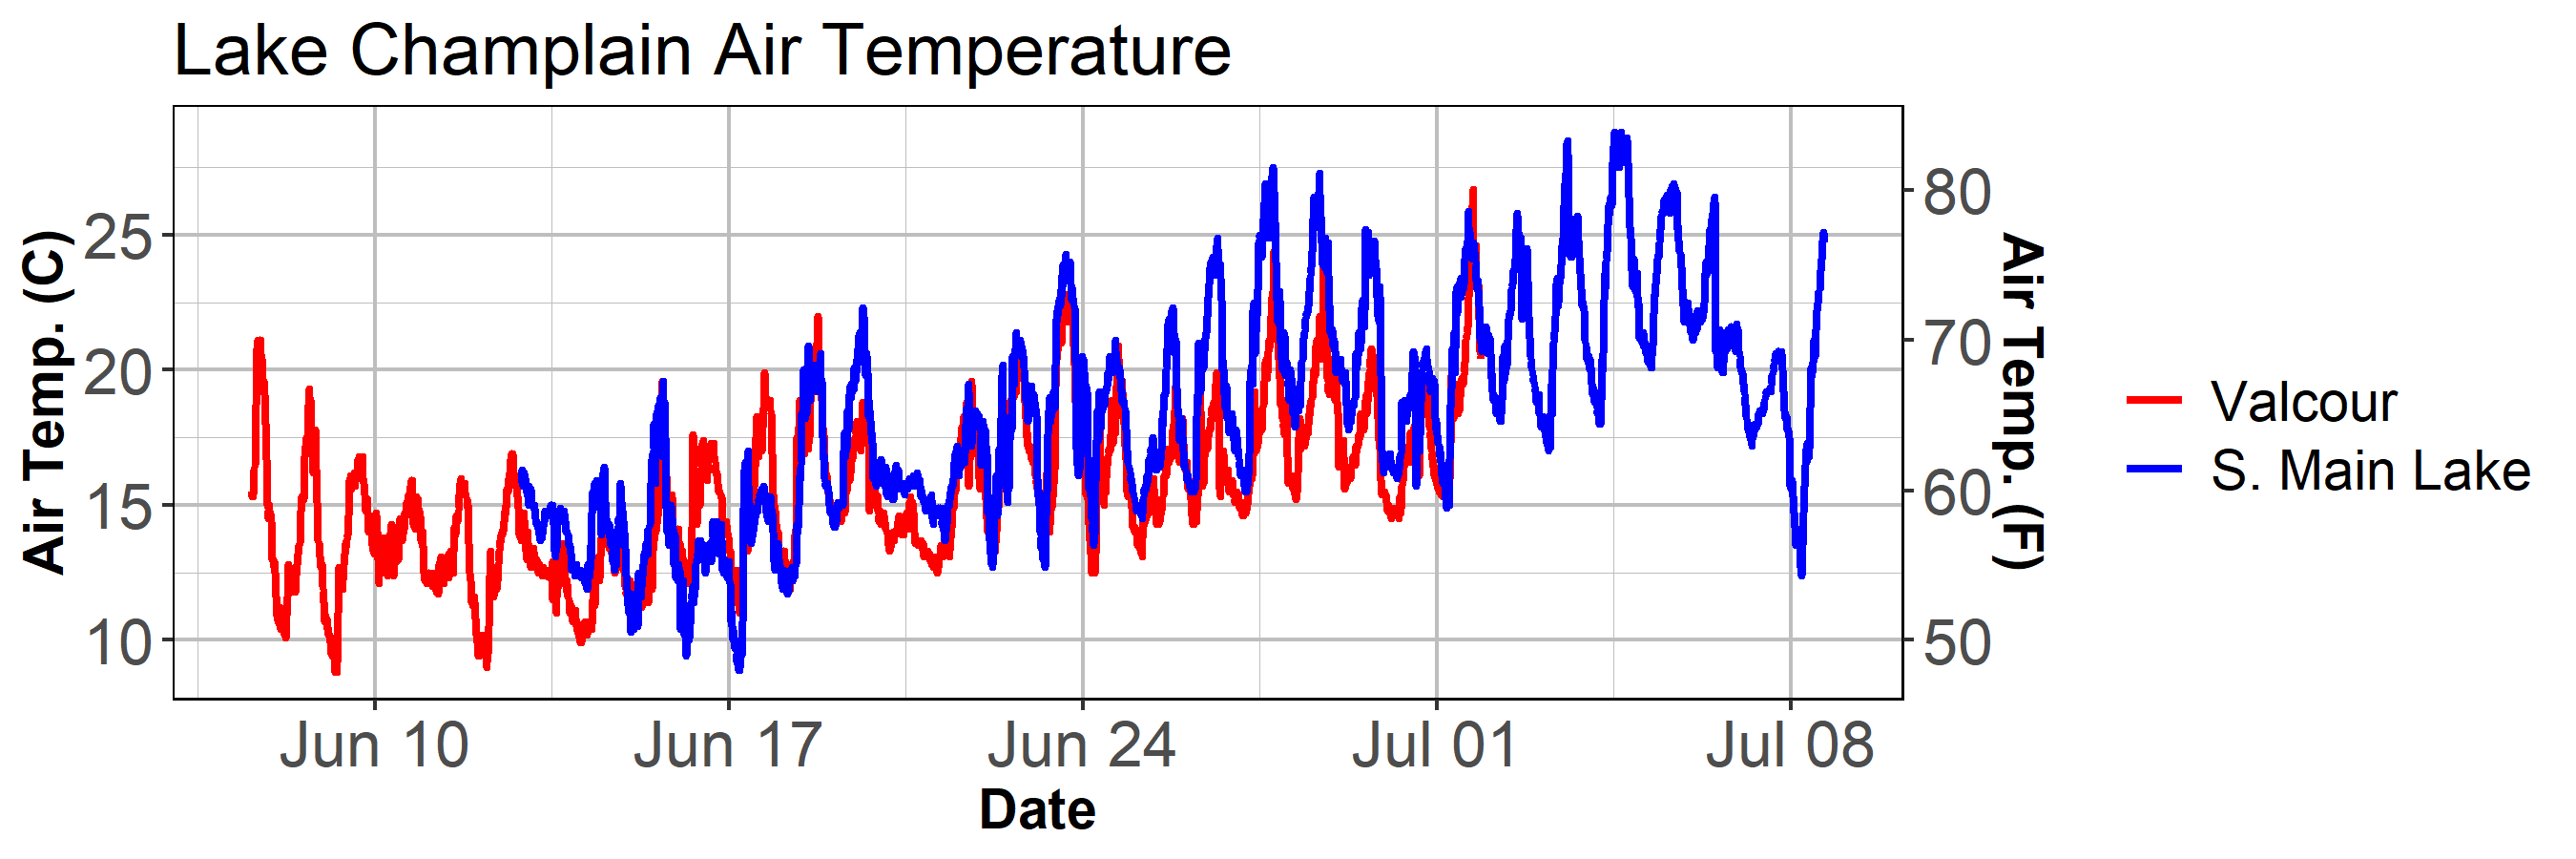 Lake Champlain Air Temperature
Air Temp. (C)
25
20
15
10
80
70
60
50
Air Temp. (F)
Jun 10
Jun 17
Jun 24
Jul 01
Jul 08
Date
Valcour
S. Main Lake